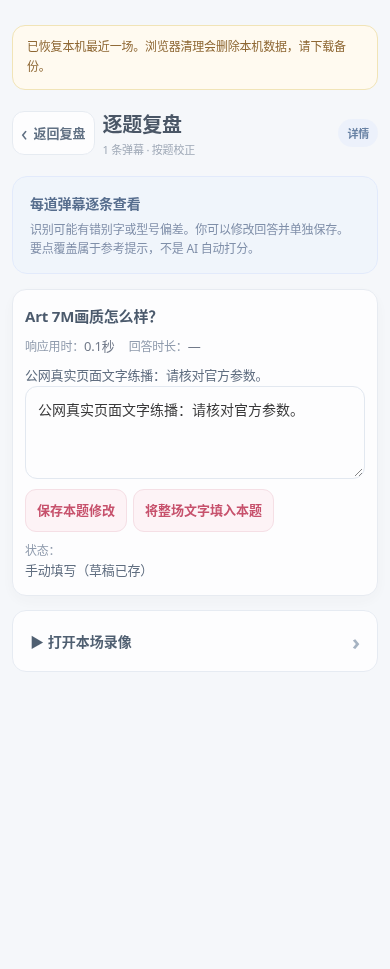 已恢复本机最近一场。浏览器清理会删除本机数据，请下载备
份。
‹ 返回复盘
逐题复盘
1 条弹幕 · 按题校正
详情
每道弹幕逐条查看
识别可能有错别字或型号偏差。你可以修改回答并单独保存。
要点覆盖属于参考提示，不是 AI 自动打分。
Art 7M画质怎么样？
响应用时：0.1秒 回答时长：—
公网真实页面文字练播：请核对官方参数。
公网真实页面文字练播：请核对官方参数。
保存本题修改
将整场文字填入本题
状态：
手动填写（草稿已存）
▶ 打开本场录像 ›